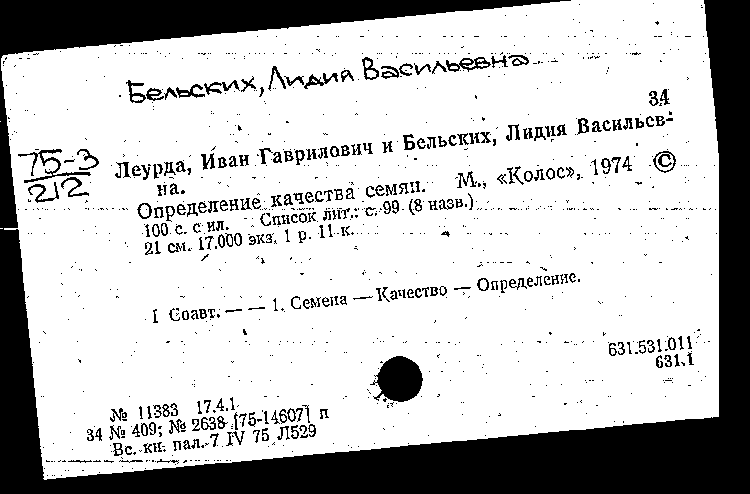 Бельских, Лидия Васильевна
34
75-3
212
Леурда, Иван Гаврилович и Бельских, Лидия Васильев-
на.
Определение качества семян. М., «Колос», 1974 ©
100 с. с ил. Список лит.: с. 99 (8 назв.)
21 см. 17.000 экз. 1 р. 11 к.
I Соавт. — — 1. Семена — Качество — Определение.
631.531.011
631.1
№ 11383 17.4.1
34 № 409; № 2638 [75-14607] п
Вс. кн. пал. 7 IV 75 Л529